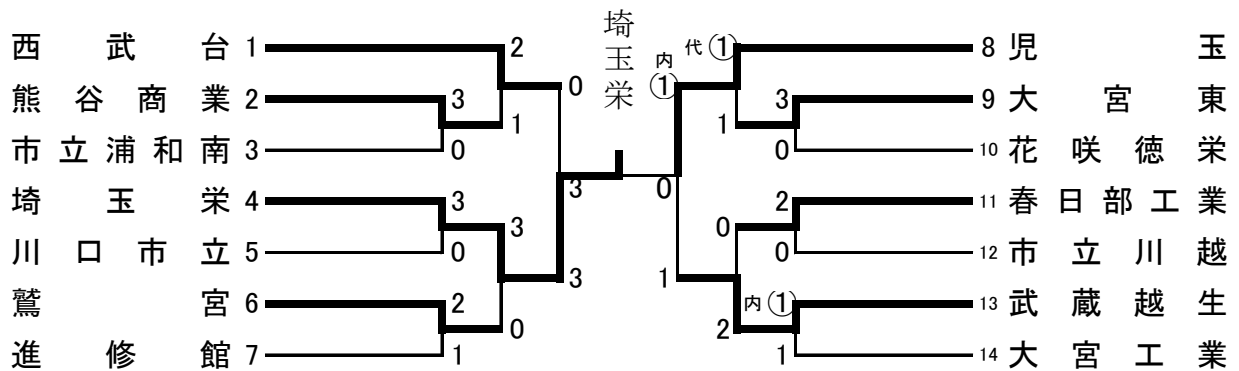 埼玉栄
西武台 1
熊谷商業 2
市立浦和南 3
埼玉栄 4
川口市立 5
鷲宮 6
進修館 7
2
3
1
0
0
3
3
0
3
2
0
1
3
8 児玉
9 大宮東
10 花咲徳栄
11 春日部工業
12 市立川越
13 武蔵越生
14 大宮工業
代 ①
内
①
3
1
0
0
2
0
0
1
内 ①
2
1